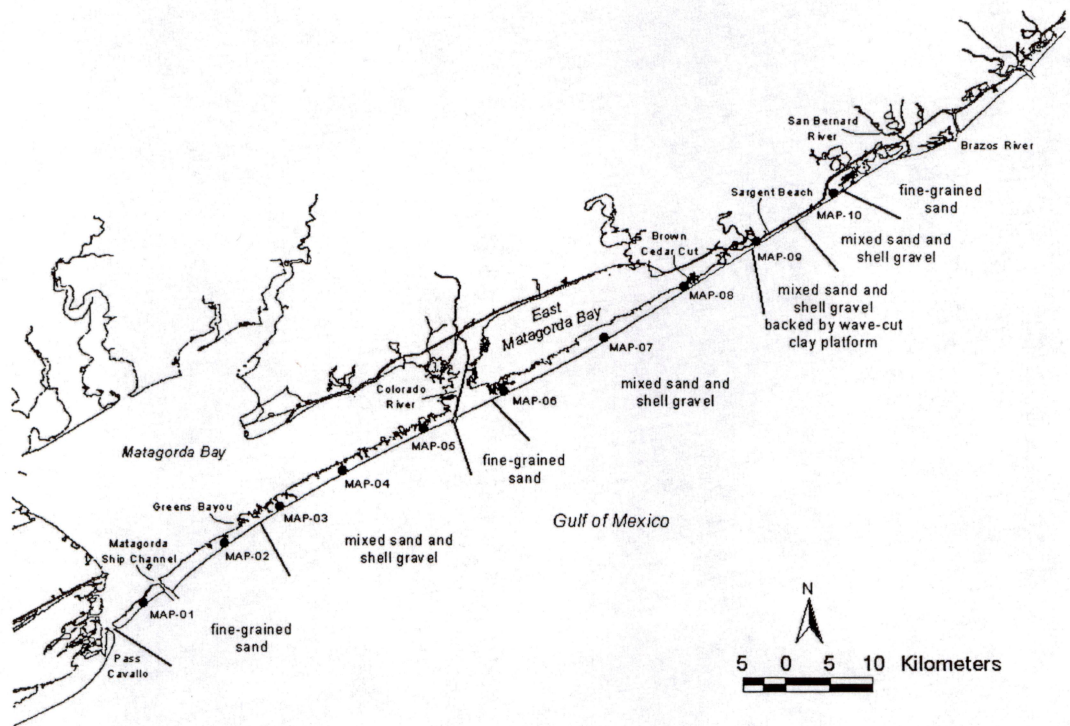 San Bernard
River
Brazos River
Sargent Beach
fine-grained
sand
MAP-10
Brown
Cedar Cut
mixed sand and
shell gravel
MAP-09
MAP-08
mixed sand and
shell gravel
backed by wave-cut
clay platform
East
Matagorda Bay
MAP-07
Colorado
River
MAP-06
mixed sand and
shell gravel
MAP-05
Matagorda Bay
fine-grained
sand
MAP-04
Greens Bayou
MAP-03
Gulf of Mexico
Matagorda
Ship Channel
MAP-02
mixed sand and
shell gravel
MAP-01
fine-grained
sand
Pass
Cavallo
N
5 0 5 10 Kilometers